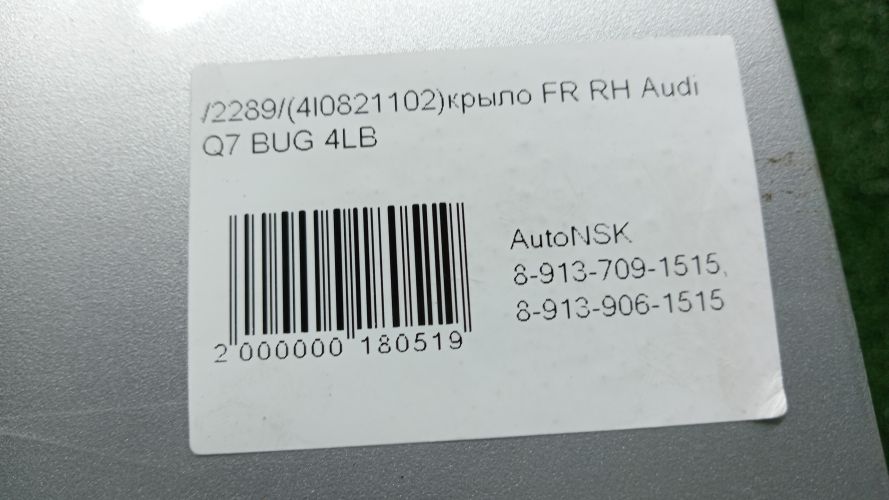 /2289/(4l0821102)крыло FR RH Audi
Q7 BUG 4LB
AutoNSK
8-913-709-1515,
8-913-906-1515
2 000000 180519